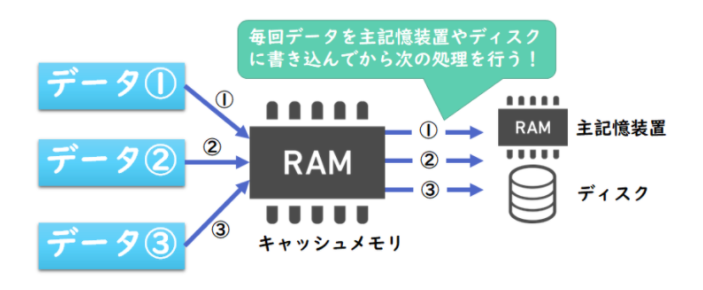 毎回データを主記憶装置やディスク
に書き込んでから次の処理を行う！
データ①
①
データ②
②
データ③
③
RAM
キャッシュメモリ
①
②
③
RAM
主記憶装置
ディスク